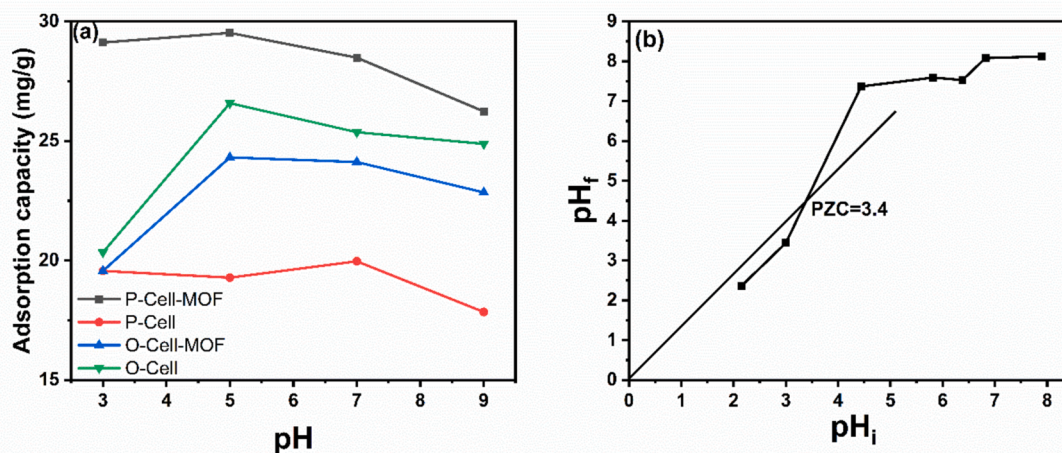 (a)
Adsorption capacity (mg/g)
30
25
20
15
P-Cell-MOF
P-Cell
O-Cell-MOF
O-Cell
3 4 5 6 7 8 9
pH
(b)
pHf
9
8
7
6
5
4
3
2
1
0
PZC=3.4
0 1 2 3 4 5 6 7 8
pHi